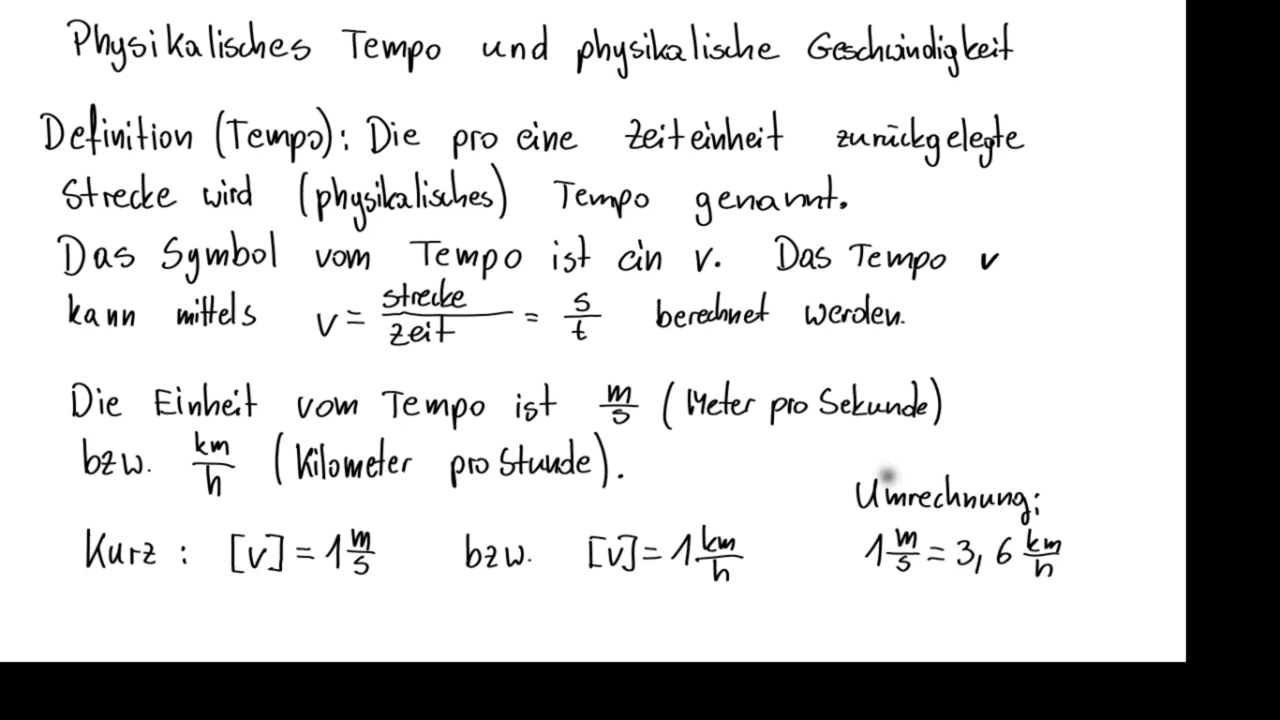 Physikalisches Tempo und physikalische Geschwindigkeit
Definition (Tempo): Die pro eine Zeiteinheit zurückgelegte
Strecke wird (physikalisches) Tempo genannt.
Das Symbol vom Tempo ist ein v. Das Tempo v
kann mittels v = strecke/zeit = s/t berechnet werden.
Die Einheit vom Tempo ist m/s (Meter pro Sekunde)
bzw. km/h (Kilometer pro Stunde).
Umrechnung:
Kurz: [v] = 1 m/s bzw. [v] = 1 km/h 1 m/s = 3,6 km/h